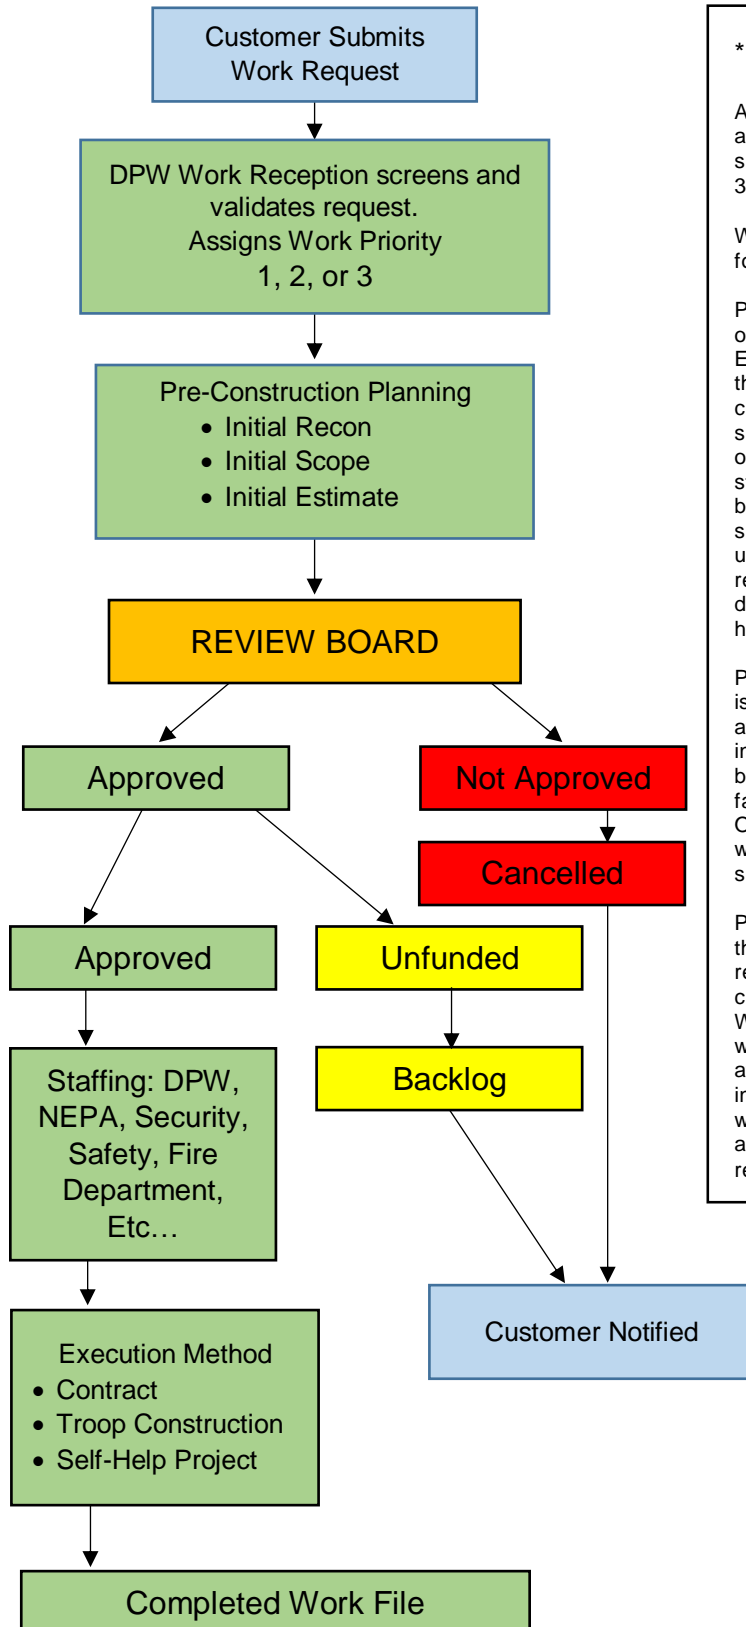 Customer Submits
Work Request
DPW Work Reception screens and
validates request.
Assigns Work Priority
1, 2, or 3
Pre-Construction Planning
• Initial Recon
• Initial Scope
• Initial Estimate
REVIEW BOARD
Approved
Not Approved
Cancelled
Approved
Unfunded
Staffing: DPW,
NEPA, Security,
Safety, Fire
Department,
Etc…
Backlog
Customer Notified
Execution Method
• Contract
• Troop Construction
• Self-Help Project
Completed Work File
*